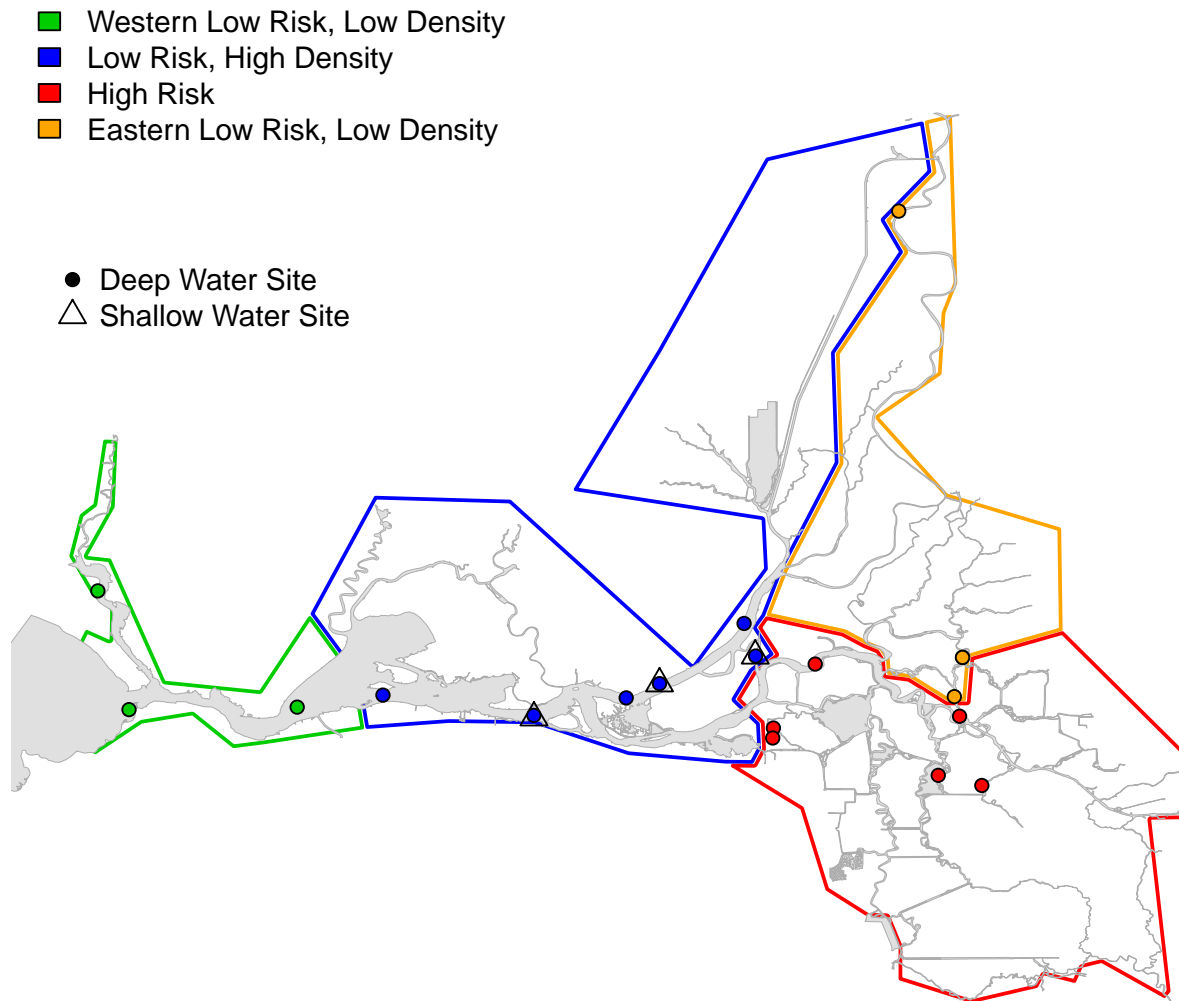 Western Low Risk, Low Density
Low Risk, High Density
High Risk
Eastern Low Risk, Low Density
Deep Water Site
Shallow Water Site